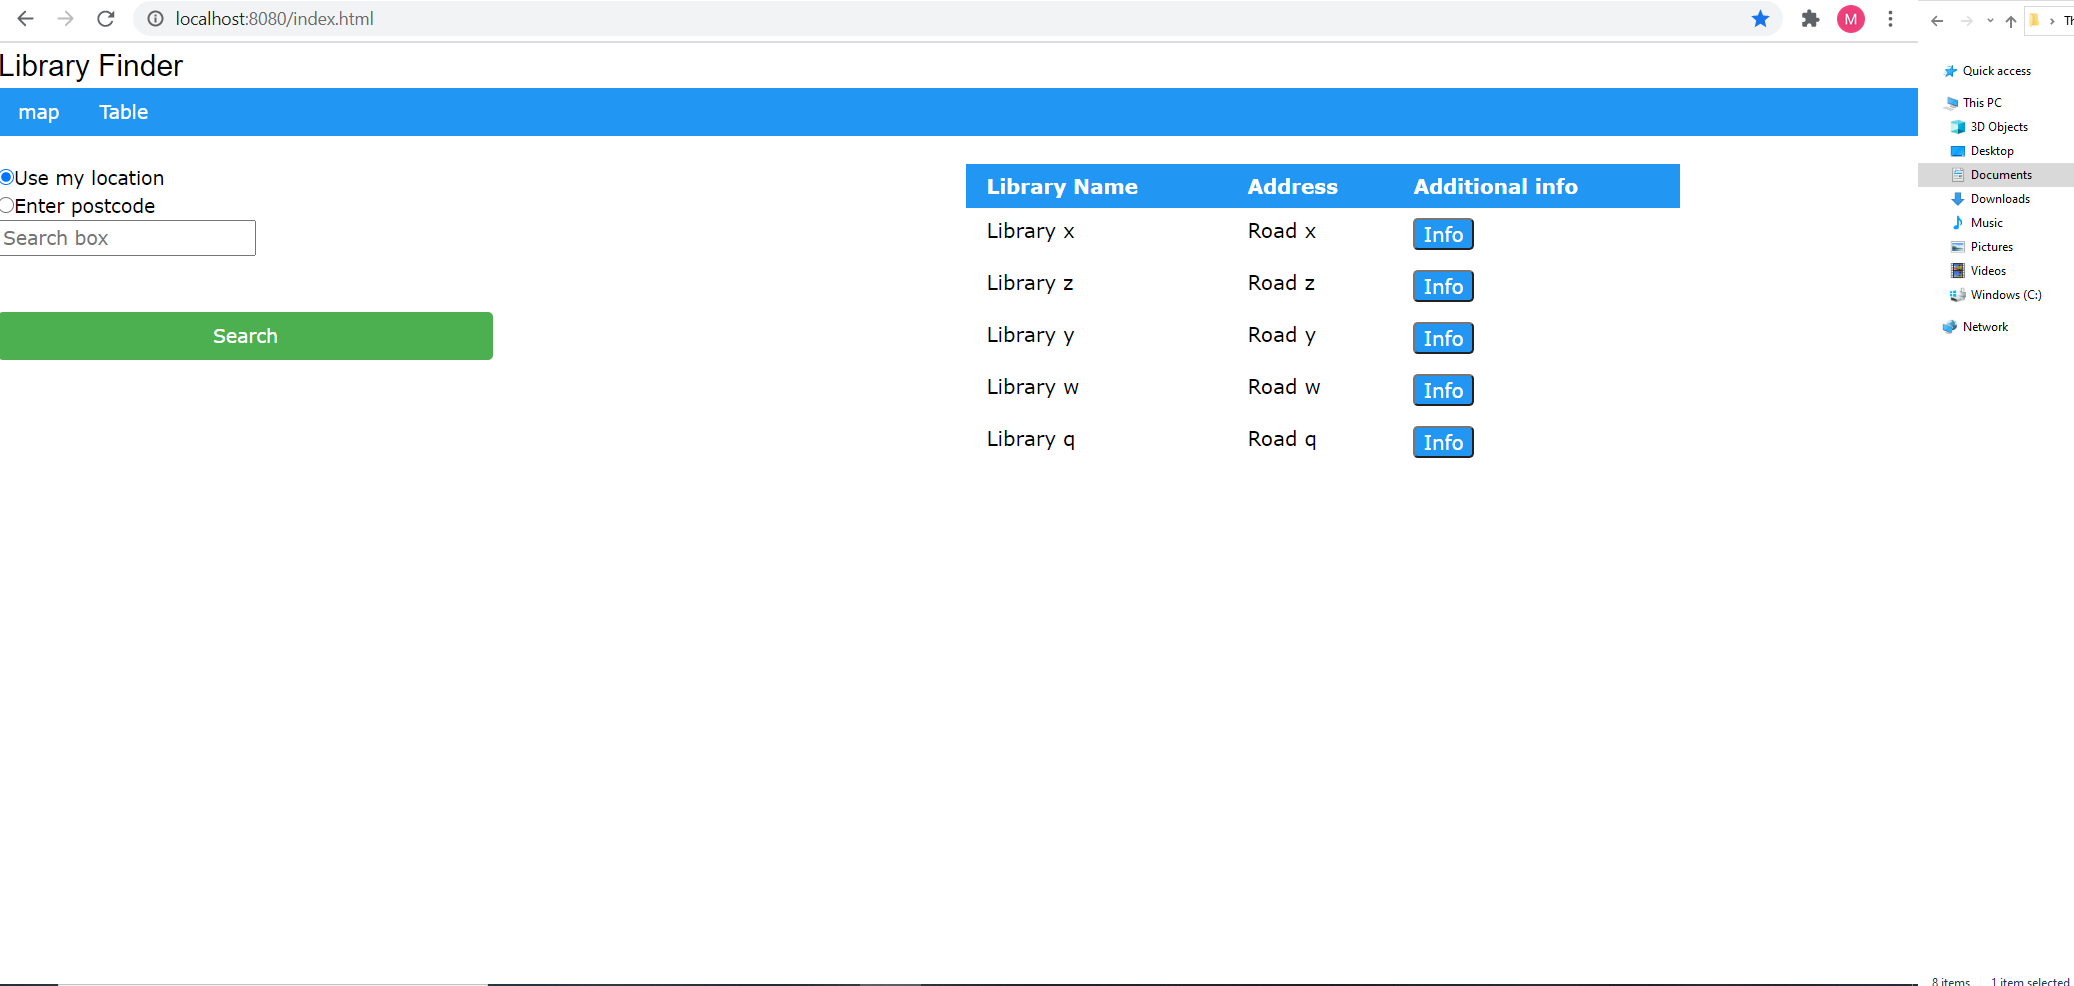 localhost:8080/index.html
M
Library Finder
map Table
Use my location
Enter postcode
Search box
Search
Library Name Address Additional info
Library x Road x Info
Library z Road z Info
Library y Road y Info
Library w Road w Info
Library q Road q Info
Quick access
This PC
3D Objects
Desktop
Documents
Downloads
Music
Pictures
Videos
Windows (C:)
Network
8 items 1 item selected